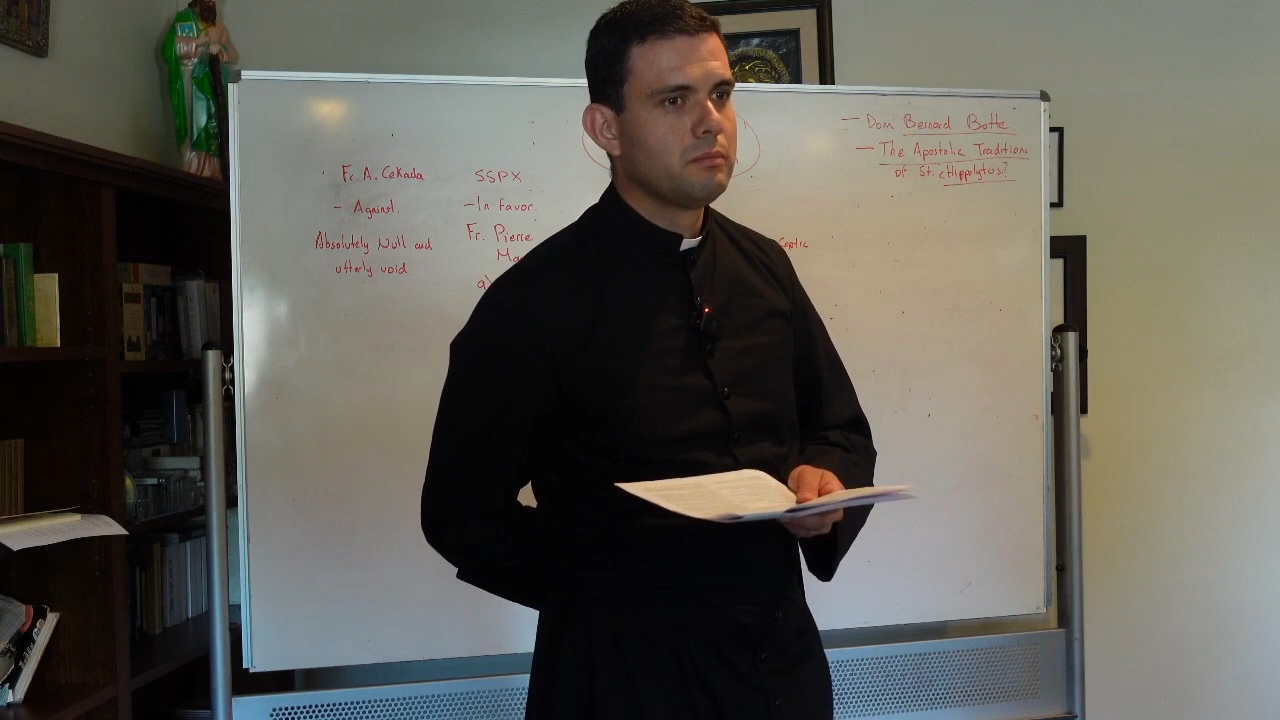 Fr. A. Cekada
- Against.
Absolutely Null and
utterly void.
SSPX
- In Favor.
Fr. Pierre
— Dom Bernard Botte
— The Apostolic Tradition
of St. Hippolytus?